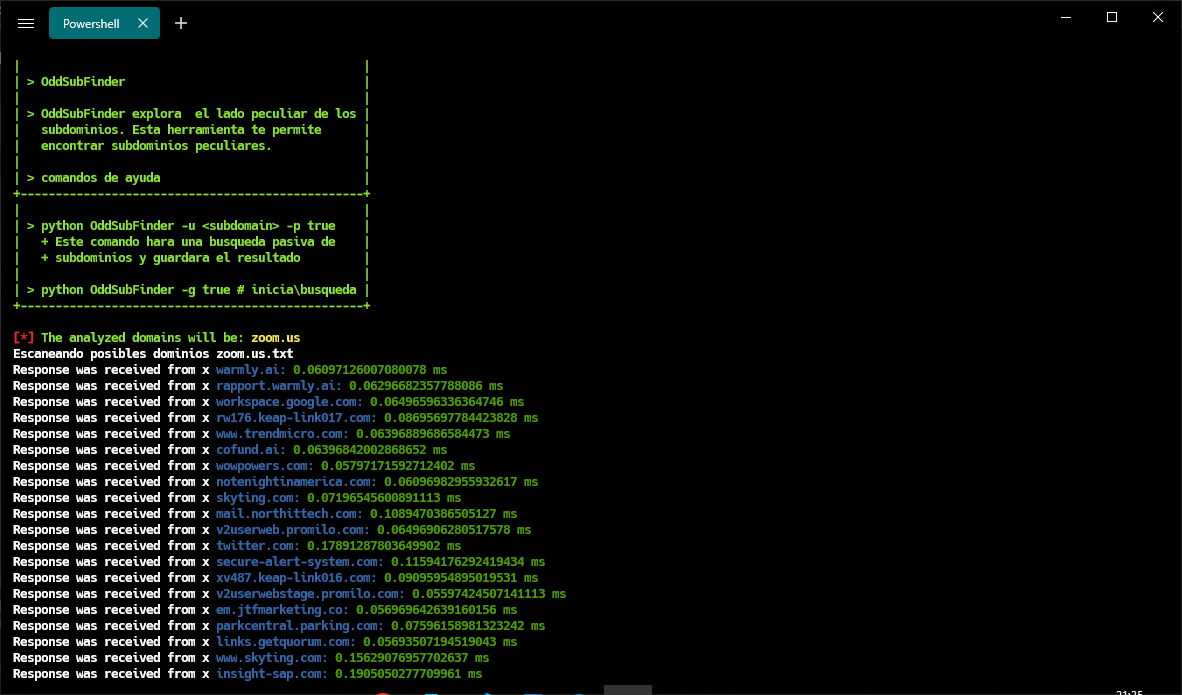 Powershell
> OddSubFinder
> OddSubFinder explora  el lado peculiar de los
subdominios. Esta herramienta te permite
encontrar subdominios peculiares.
> comandos de ayuda
> python OddSubFinder -u <subdomain> -p true
+ Este comando hara una busqueda pasiva de
+ subdominios y guardara el resultado
> python OddSubFinder -g true # inicia\busqueda
[*] The analyzed domains will be: zoom.us
Escaneando posibles dominios zoom.us.txt
Response was received from x warmly.ai: 0.06097126007080078 ms
Response was received from x rapport.warmly.ai: 0.06296682357788086 ms
Response was received from x workspace.google.com: 0.06496596336364746 ms
Response was received from x rw176.keap-link017.com: 0.08695697784423828 ms
Response was received from x www.trendmicro.com: 0.06396889686584473 ms
Response was received from x cofund.ai: 0.06396842002868652 ms
Response was received from x wowpowers.com: 0.05797171592712402 ms
Response was received from x notenightinamerica.com: 0.06096982955932617 ms
Response was received from x skyting.com: 0.07196545600891113 ms
Response was received from x mail.northittech.com: 0.1089470386505127 ms
Response was received from x v2userweb.promilo.com: 0.06496906280517578 ms
Response was received from x twitter.com: 0.17891287803649902 ms
Response was received from x secure-alert-system.com: 0.11594176292419434 ms
Response was received from x xv487.keap-link016.com: 0.09095954895019531 ms
Response was received from x v2userwebstage.promilo.com: 0.05597424507141113 ms
Response was received from x em.jtfmarketing.co: 0.056969642639160156 ms
Response was received from x parkcentral.parking.com: 0.07596158981323242 ms
Response was received from x links.getquorum.com: 0.05693507194519043 ms
Response was received from x www.skyting.com: 0.15629076957702637 ms
Response was received from x insight-sap.com: 0.1905050277709961 ms